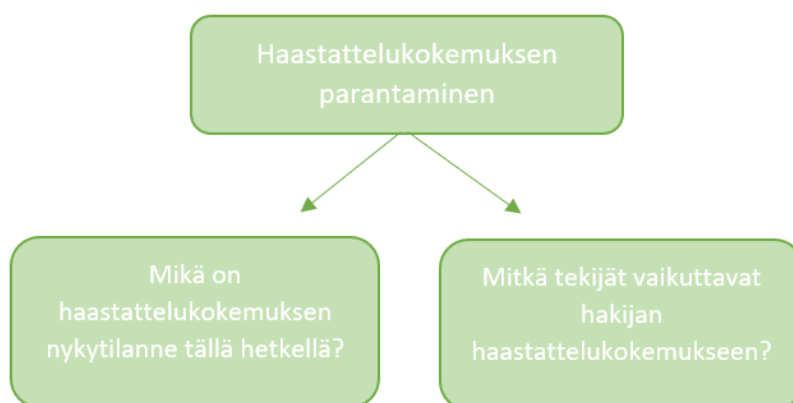 Haastattelukokemuksen
parantaminen
Mikä on
haastattelukokemuksen
nykytilanne tällä hetkellä?
Mitkä tekijät vaikuttavat
hakijan
haastattelukokemukseen?